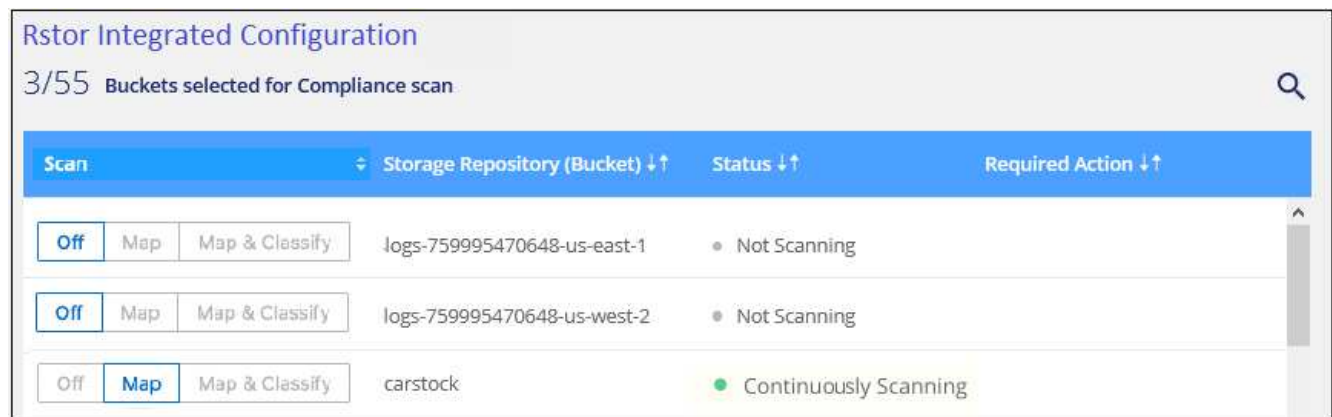 Rstor Integrated Configuration
3/55 Buckets selected for Compliance scan
Scan Storage Repository (Bucket) ↓↑ Status ↓↑ Required Action ↓↑
Off Map Map & Classify logs-759995470648-us-east-1 Not Scanning
Off Map Map & Classify logs-759995470648-us-west-2 Not Scanning
Off Map Map & Classify carstock Continuously Scanning